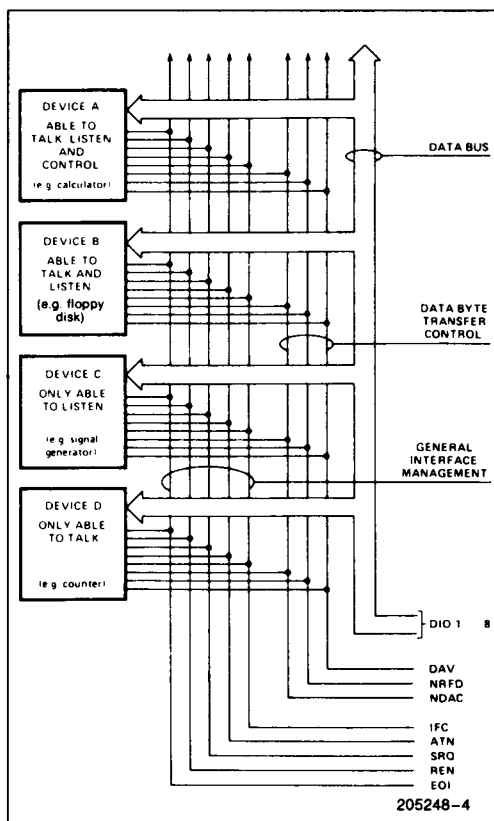 DEVICE A
ABLE TO
TALK LISTEN
AND
CONTROL
(e.g. calculator)
DATA BUS
DEVICE B
ABLE TO
TALK AND
LISTEN
(e.g. floppy
disk)
DATA BYTE
TRANSFER
CONTROL
DEVICE C
ONLY ABLE
TO LISTEN
(e.g. signal
generator)
GENERAL
INTERFACE
MANAGEMENT
DEVICE D
ONLY ABLE
TO TALK
(e.g. counter)
DIO 1 8
DAV
NRFD
NDAC
IFC
ATN
SRQ
REN
EOI
205248-4